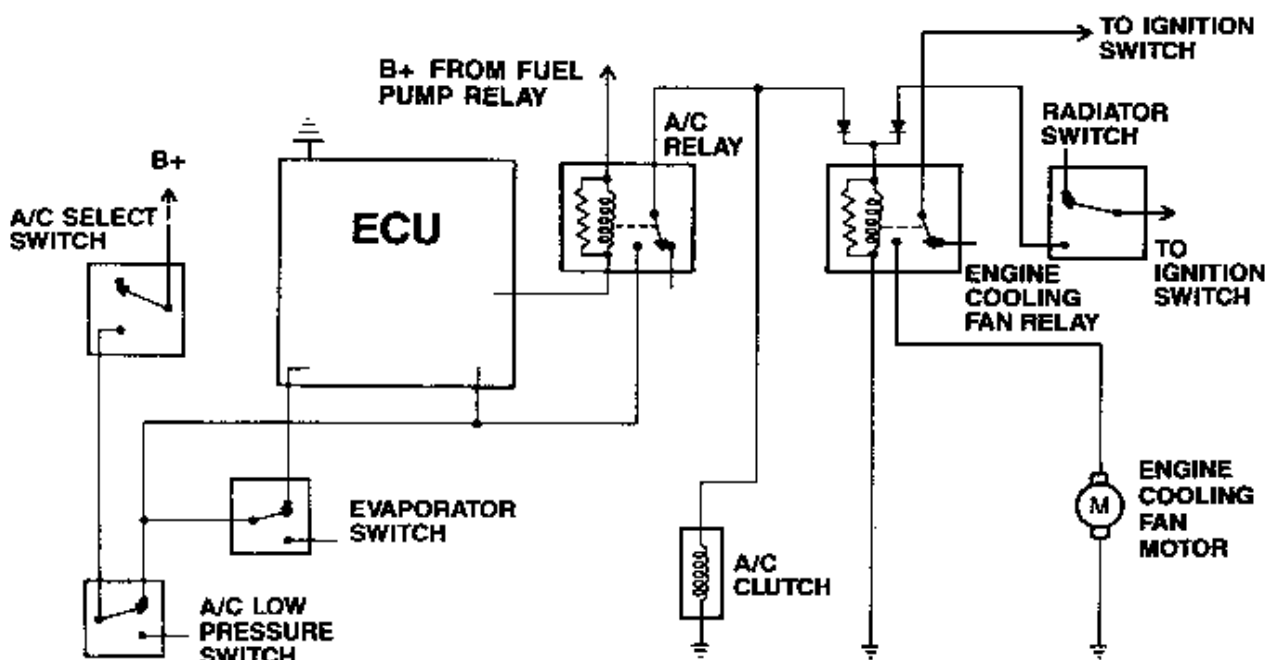 TO IGNITION
SWITCH
B+ FROM FUEL
PUMP RELAY
A/C
RELAY
RADIATOR
SWITCH
B+
A/C SELECT
SWITCH
ECU
TO
IGNITION
SWITCH
ENGINE
COOLING
FAN RELAY
EVAPORATOR
SWITCH
A/C
CLUTCH
M
ENGINE
COOLING
FAN
MOTOR
A/C LOW
PRESSURE
SWITCH